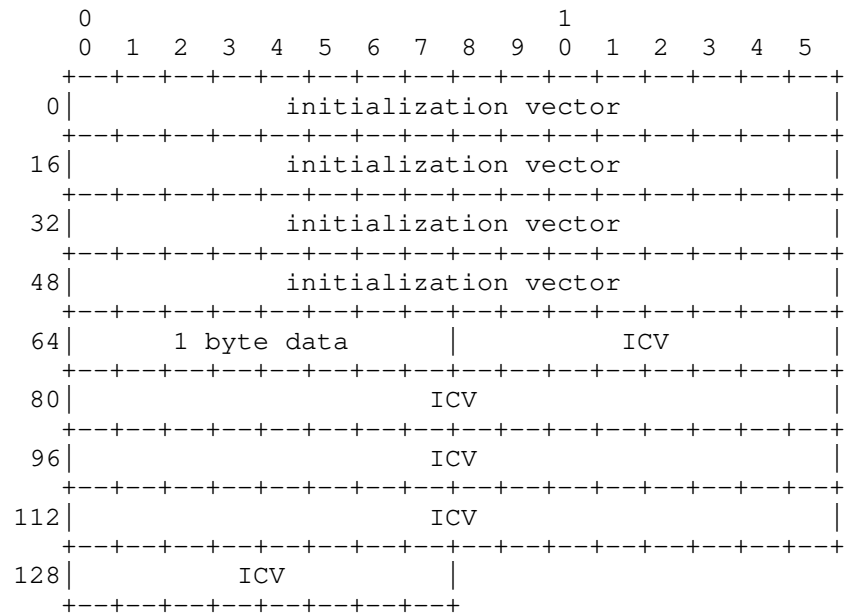 0                                       1
     0  1  2  3  4  5  6  7  8  9  0  1  2  3  4  5
    +--+--+--+--+--+--+--+--+--+--+--+--+--+--+--+--+
   0|             initialization vector             |
    +--+--+--+--+--+--+--+--+--+--+--+--+--+--+--+--+
  16|             initialization vector             |
    +--+--+--+--+--+--+--+--+--+--+--+--+--+--+--+--+
  32|             initialization vector             |
    +--+--+--+--+--+--+--+--+--+--+--+--+--+--+--+--+
  48|             initialization vector             |
    +--+--+--+--+--+--+--+--+--+--+--+--+--+--+--+--+
  64|      1 byte data      |          ICV          |
    +--+--+--+--+--+--+--+--+--+--+--+--+--+--+--+--+
  80|                      ICV                      |
    +--+--+--+--+--+--+--+--+--+--+--+--+--+--+--+--+
  96|                      ICV                      |
    +--+--+--+--+--+--+--+--+--+--+--+--+--+--+--+--+
 112|                      ICV                      |
    +--+--+--+--+--+--+--+--+--+--+--+--+--+--+--+--+
 128|          ICV          |
    +--+--+--+--+--+--+--+--+